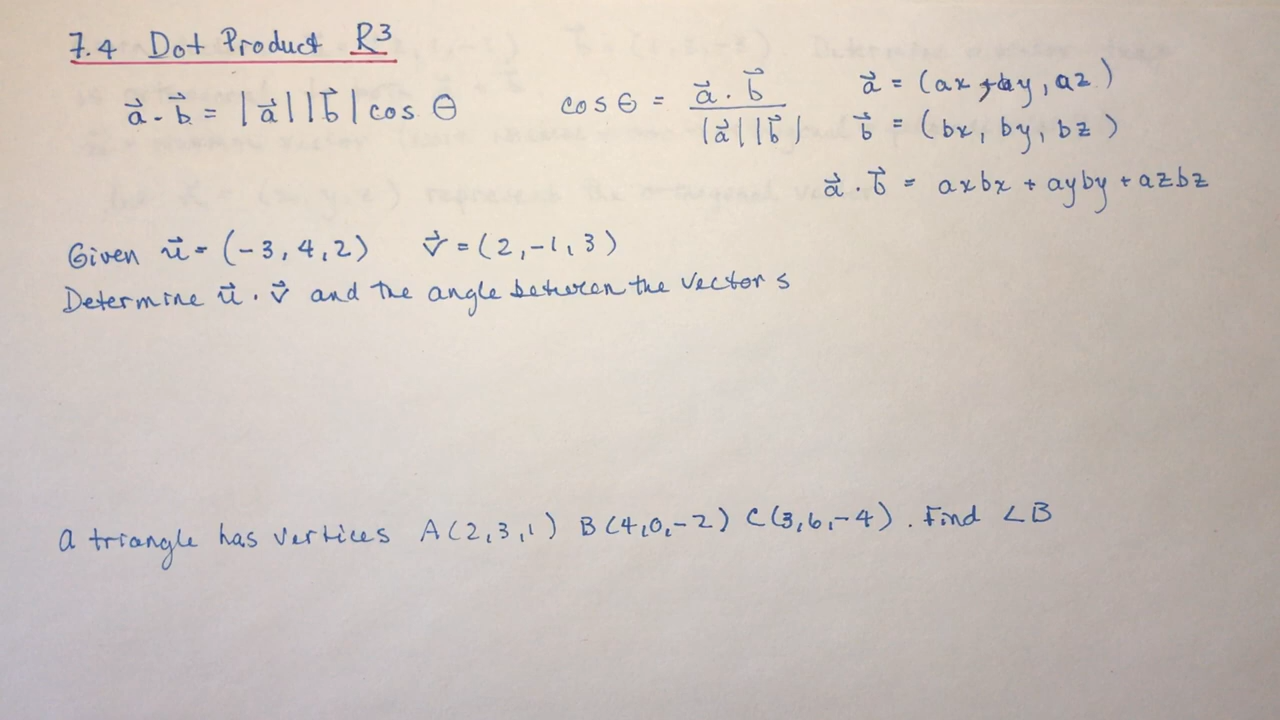 7.4 Dot Product R³
a⃗ · b⃗ = |a⃗||b⃗| cos θ
cos θ = a⃗ · b⃗ / |a⃗||b⃗|
a⃗ = (ax, ay, az)
b⃗ = (bx, by, bz)
a⃗ · b⃗ = axbx + ayby + azbz
Given u⃗ = (-3, 4, 2) v⃗ = (2, -1, 3)
Determine u⃗ · v⃗ and the angle between the vectors
A triangle has vertices A(2,3,1) B(4,0,-2) C(3,6,-4). Find ∠B